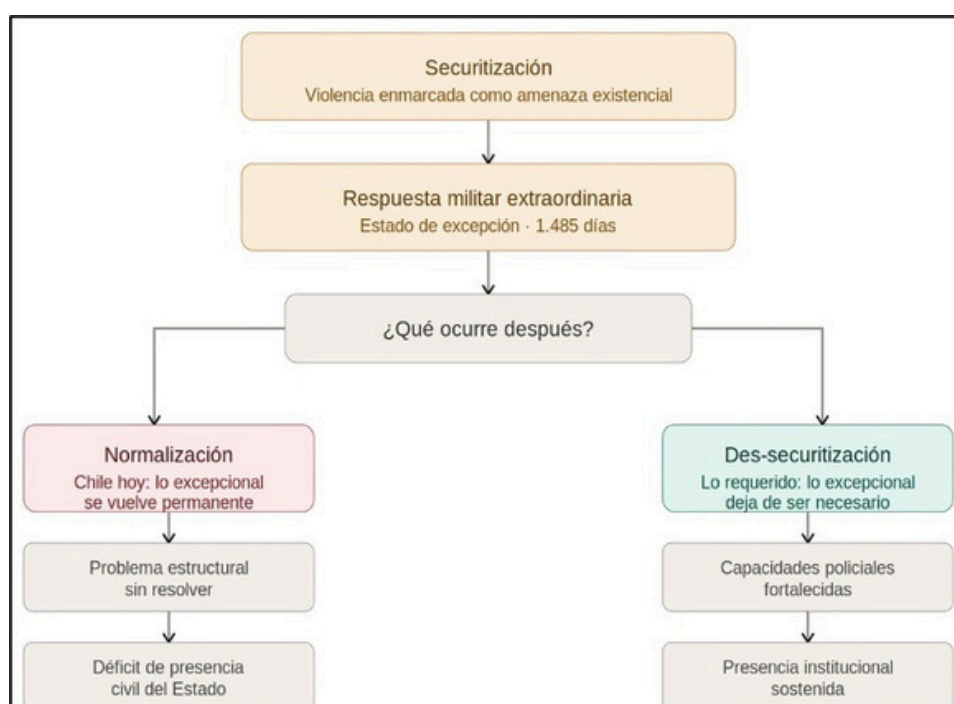 Securitización
Violencia enmarcada como amenaza existencial
Respuesta militar extraordinaria
Estado de excepción · 1.485 días
¿Qué ocurre después?
Normalización
Chile hoy: lo excepcional
se vuelve permanente
Des-securitización
Lo requerido: lo excepcional
deja de ser necesario
Problema estructural
sin resolver
Capacidades policiales
fortalecidas
Déficit de presencia
civil del Estado
Presencia institucional
sostenida